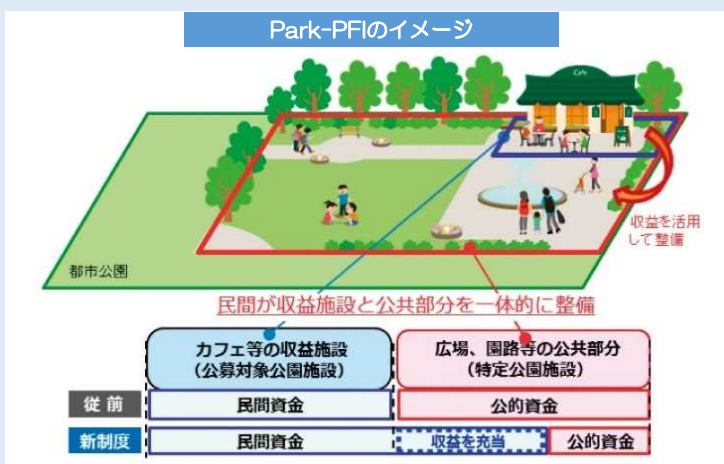 Park-PFIのイメージ
Cafe
収益を活用
して整備
都市公園
民間が収益施設と公共部分を一体的に整備
カフェ等の収益施設
(公募対象公園施設)
広場、園路等の公共部分
(特定公園施設)
従前
民間資金
公的資金
新制度
民間資金
収益を充当
公的資金